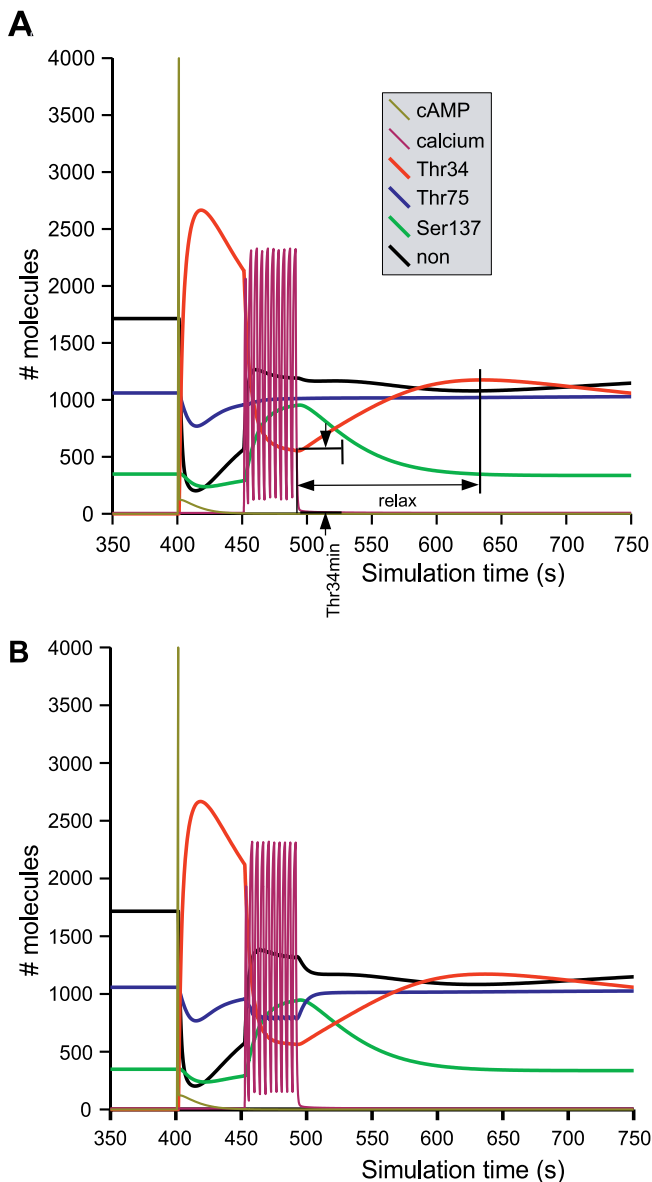 A
4000
3500
3000
2500
2000
1500
1000
500
0
# molecules
cAMP
calcium
Thr34
Thr75
Ser137
non
relax
Thr34min
350 400 450 500 550 600 650 700 750
Simulation time (s)
B
4000
3500
3000
2500
2000
1500
1000
500
0
# molecules
350 400 450 500 550 600 650 700 750
Simulation time (s)